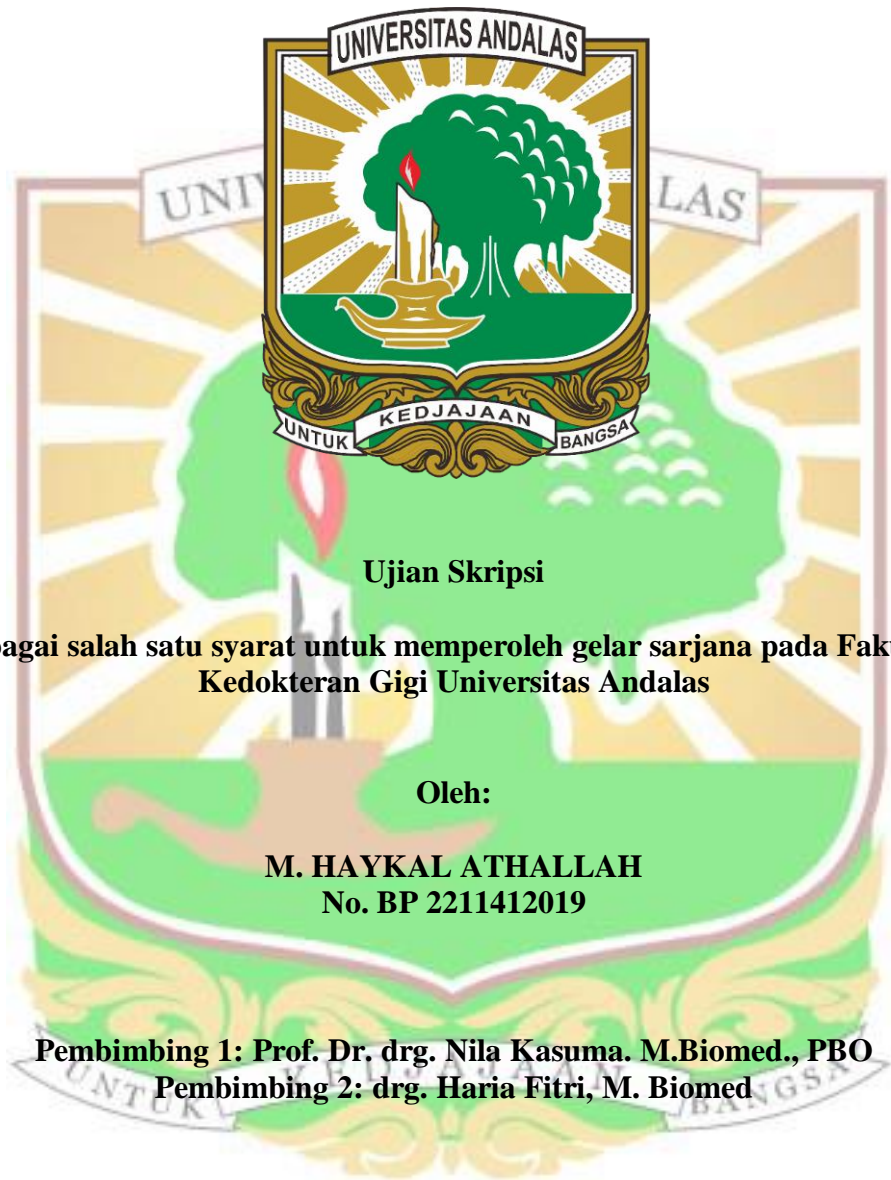 UNIVERSITAS ANDALAS
UNTUK KEDJAJAAN BANGSA
Ujian Skripsi
bagai salah satu syarat untuk memperoleh gelar sarjana pada Faku
Kedokteran Gigi Universitas Andalas
Oleh:
M. HAYKAL ATHALLAH
No. BP 2211412019
Pembimbing 1: Prof. Dr. drg. Nila Kasuma. M.Biomed., PBO
Pembimbing 2: drg. Haria Fitri, M. Biomed